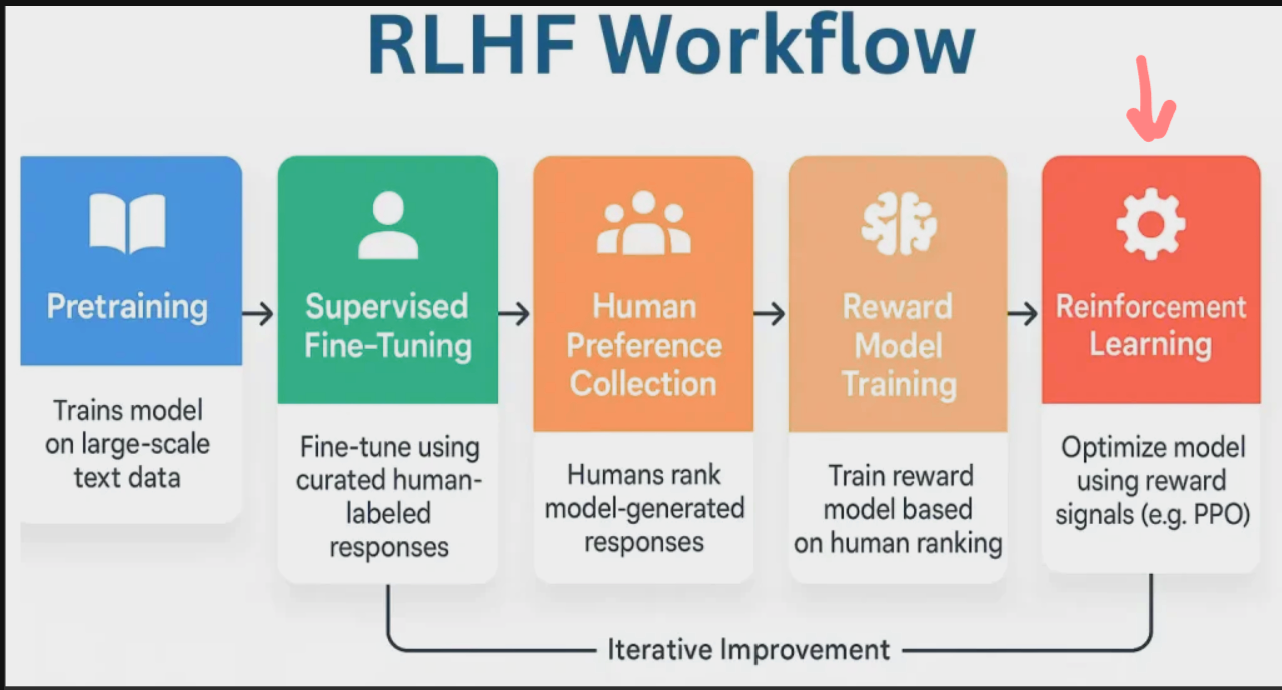 RLHF Workflow
Pretraining
Trains model
on large-scale
text data
Supervised
Fine-Tuning
Fine-tune using
curated human-
labeled
responses
Human
Preference
Collection
Humans rank
model-generated
responses
Reward
Model
Training
Train reward
model based
on human ranking
Reinforcement
Learning
Optimize model
using reward
signals (e.g. PPO)
Iterative Improvement